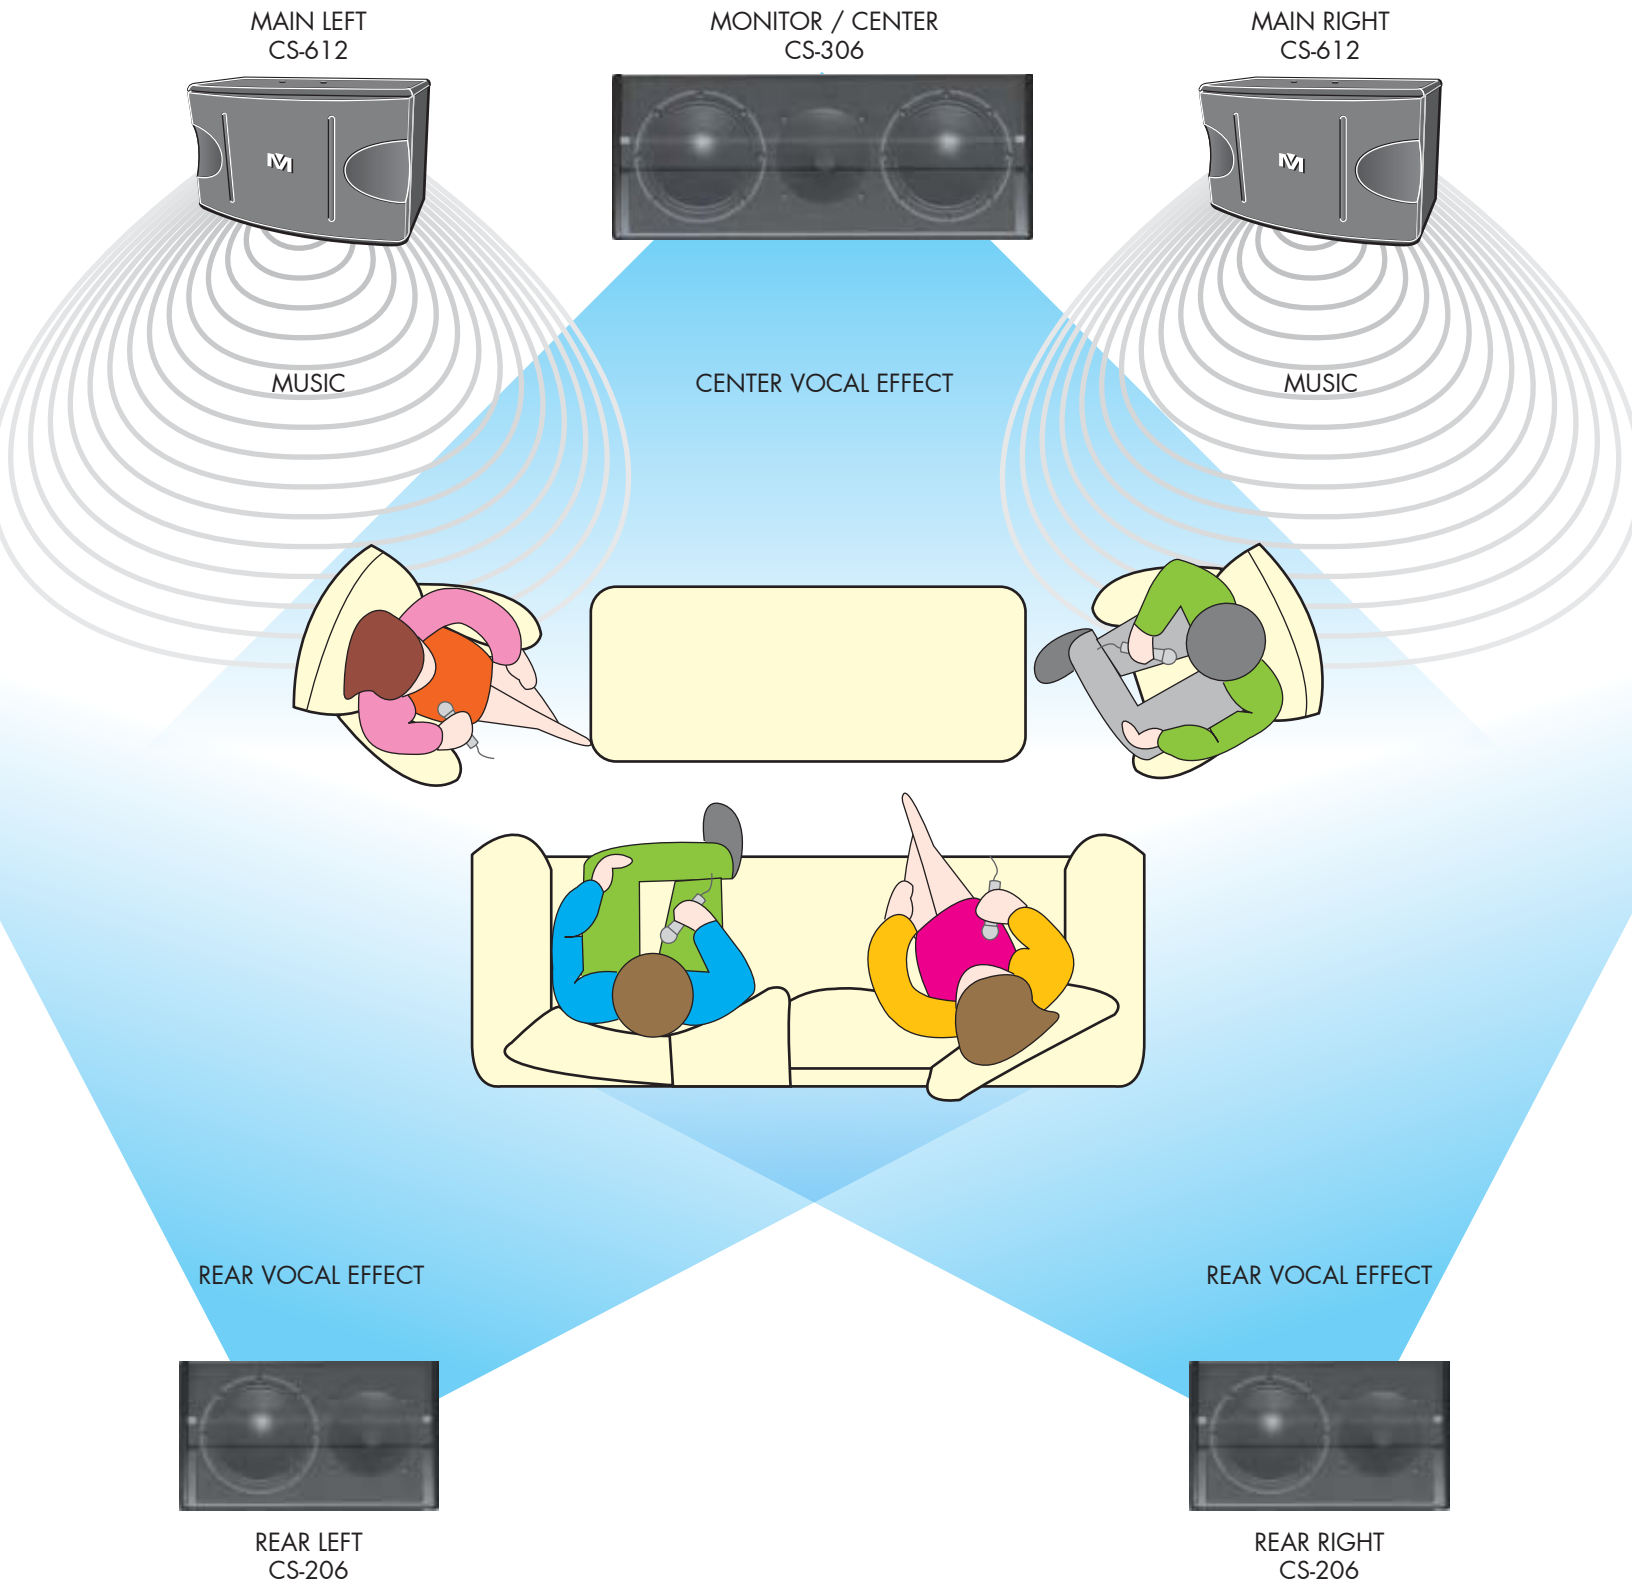 MAIN LEFT
CS-612
MONITOR / CENTER
CS-306
MAIN RIGHT
CS-612
MUSIC
CENTER VOCAL EFFECT
MUSIC
REAR VOCAL EFFECT
REAR VOCAL EFFECT
REAR LEFT
CS-206
REAR RIGHT
CS-206